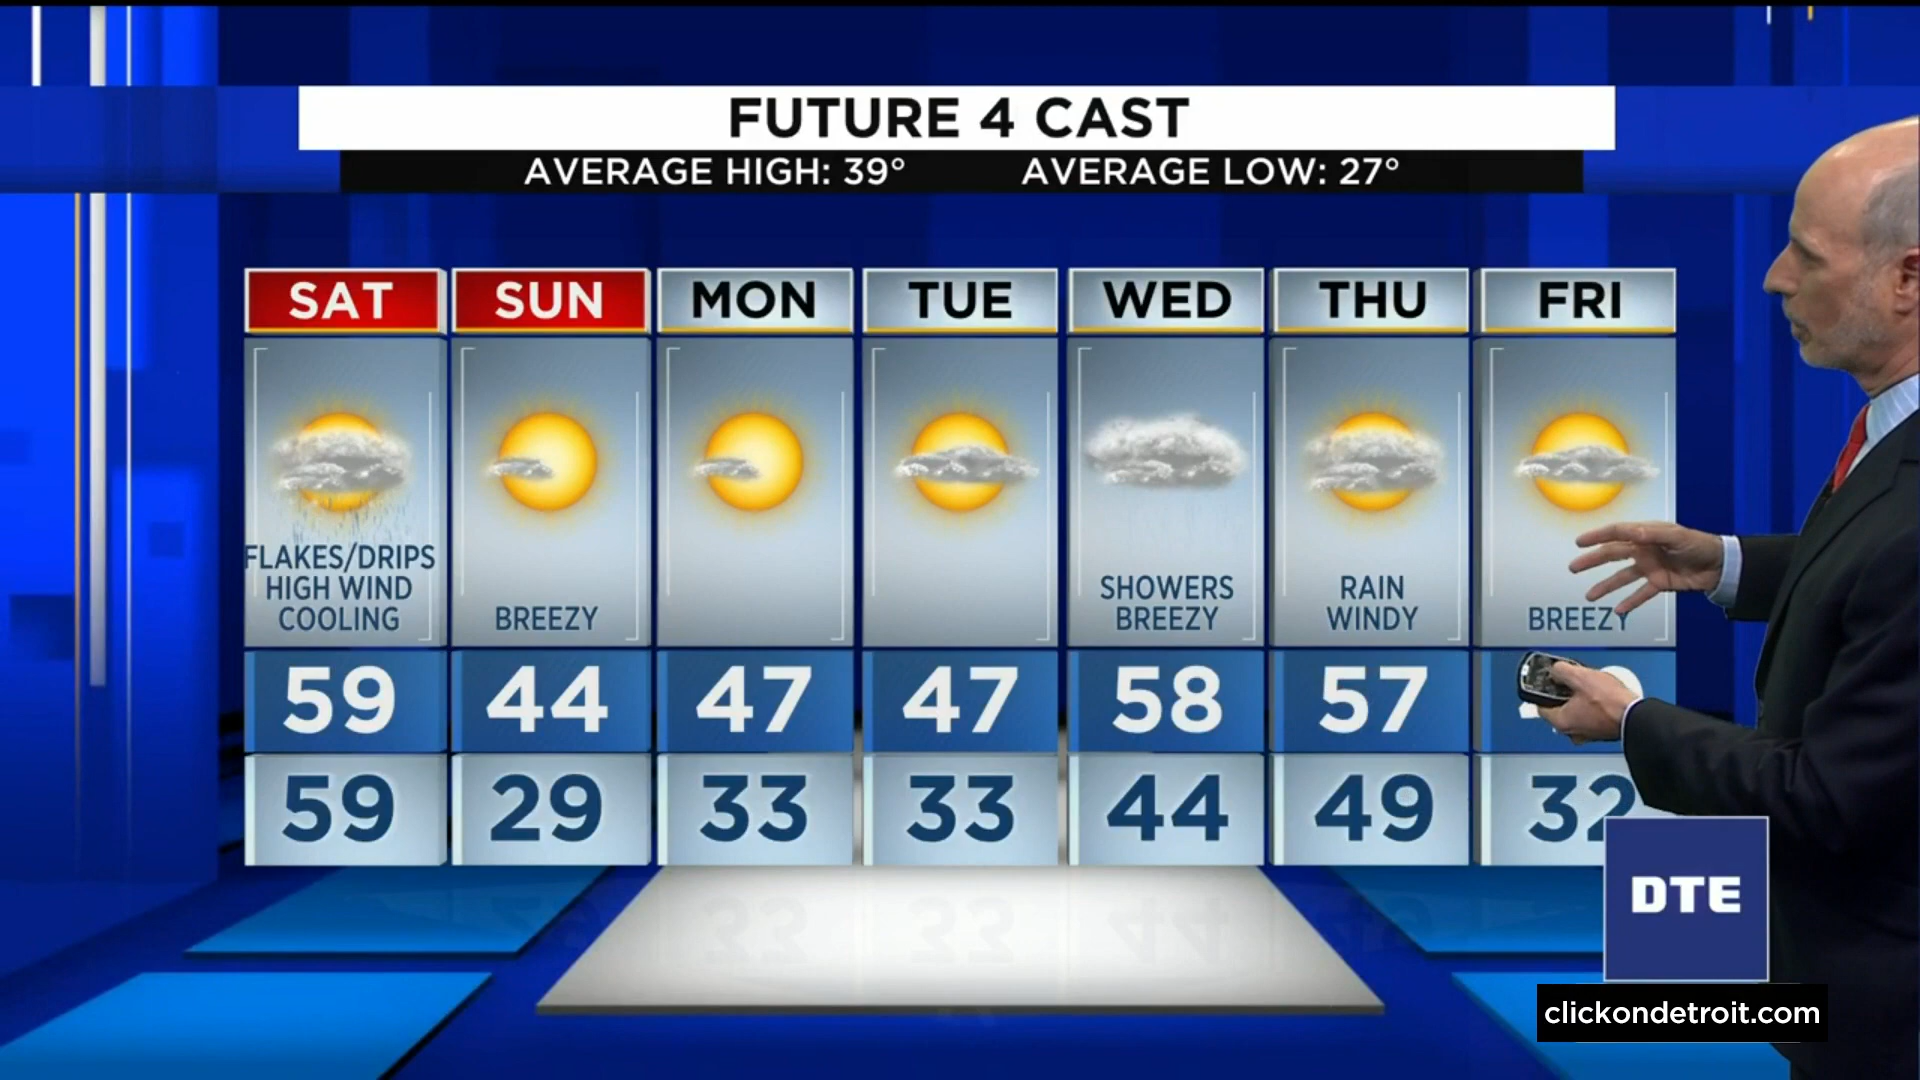 FUTURE 4 CAST
AVERAGE HIGH: 39° AVERAGE LOW: 27°
SAT SUN MON TUE WED THU FRI
FLAKES/DRIPS
HIGH WIND SHOWERS RAIN
COOLING BREEZY BREEZY WINDY BREEZY
59 44 47 47 58 57
59 29 33 33 44 49 32
DTE
clickondetroit.com